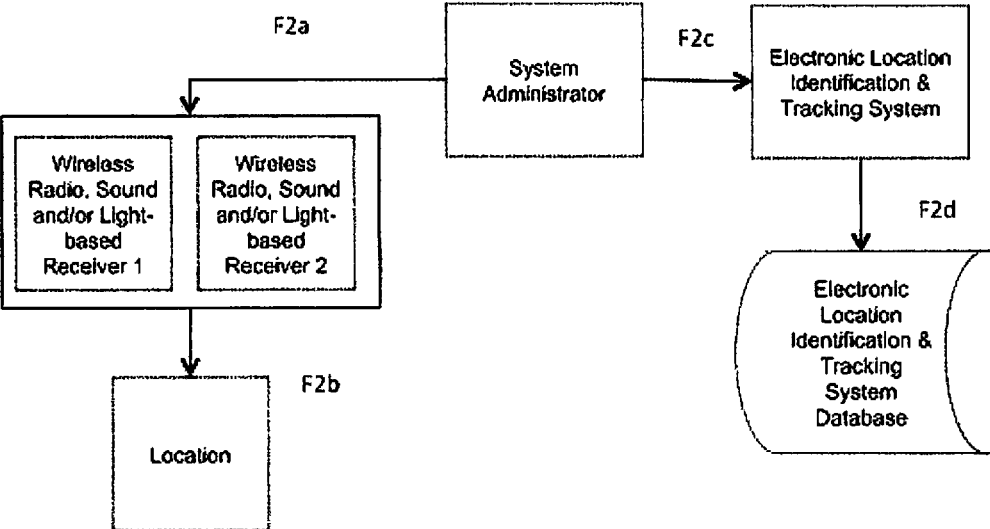 F2a
System
Administrator
F2c
Electronic Location
Identification &
Tracking System
Wireless
Radio, Sound
and/or Light-
based
Receiver 1
Wireless
Radio, Sound
and/or Light-
based
Receiver 2
F2d
Electronic
Location
Identification &
Tracking
System
Database
F2b
Location